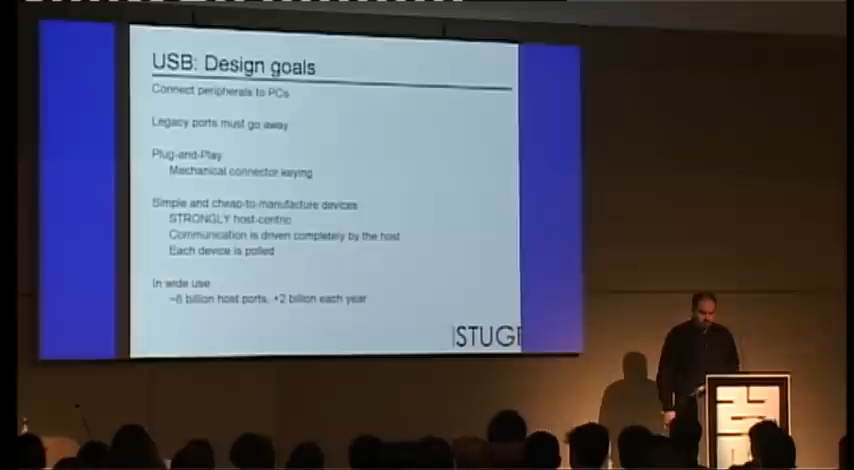 USB: Design goals
Connect peripherals to PCs
Legacy ports must go away
Plug-and-Play
Mechanical connector keying
Simple and cheap-to-manufacture devices
STRONGLY host-centric
Communication is driven completely by the host
Each device is polled
In wide use
~6 billion host ports, +2 billion each year
STUGE